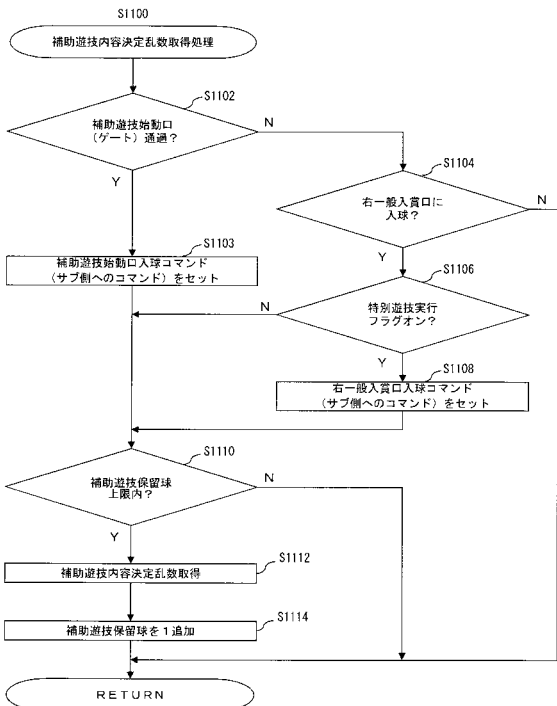 S1100
補助遊技内容決定乱数取得処理
S1102
補助遊技始動口
(ゲート)通過?
N
Y
S1104
右一般入賞口に
入球?
N
Y
S1103
補助遊技始動口入球コマンド
(サブ側へのコマンド)をセット
S1106
特別遊技実行
フラグオン?
N
Y
S1108
右一般入賞口入球コマンド
(サブ側へのコマンド)をセット
S1110
補助遊技保留球
上限内?
N
Y
S1112
補助遊技内容決定乱数取得
S1114
補助遊技保留球を1追加
RETURN